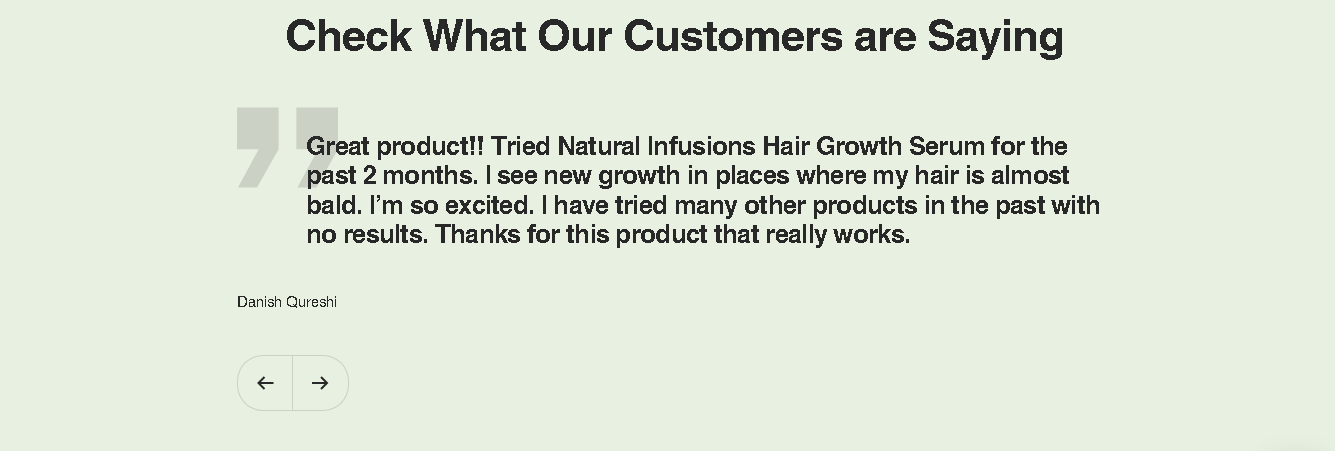 Check What Our Customers are Saying
Great product!! Tried Natural Infusions Hair Growth Serum for the
past 2 months. I see new growth in places where my hair is almost
bald. I’m so excited. I have tried many other products in the past with
no results. Thanks for this product that really works.
Danish Qureshi